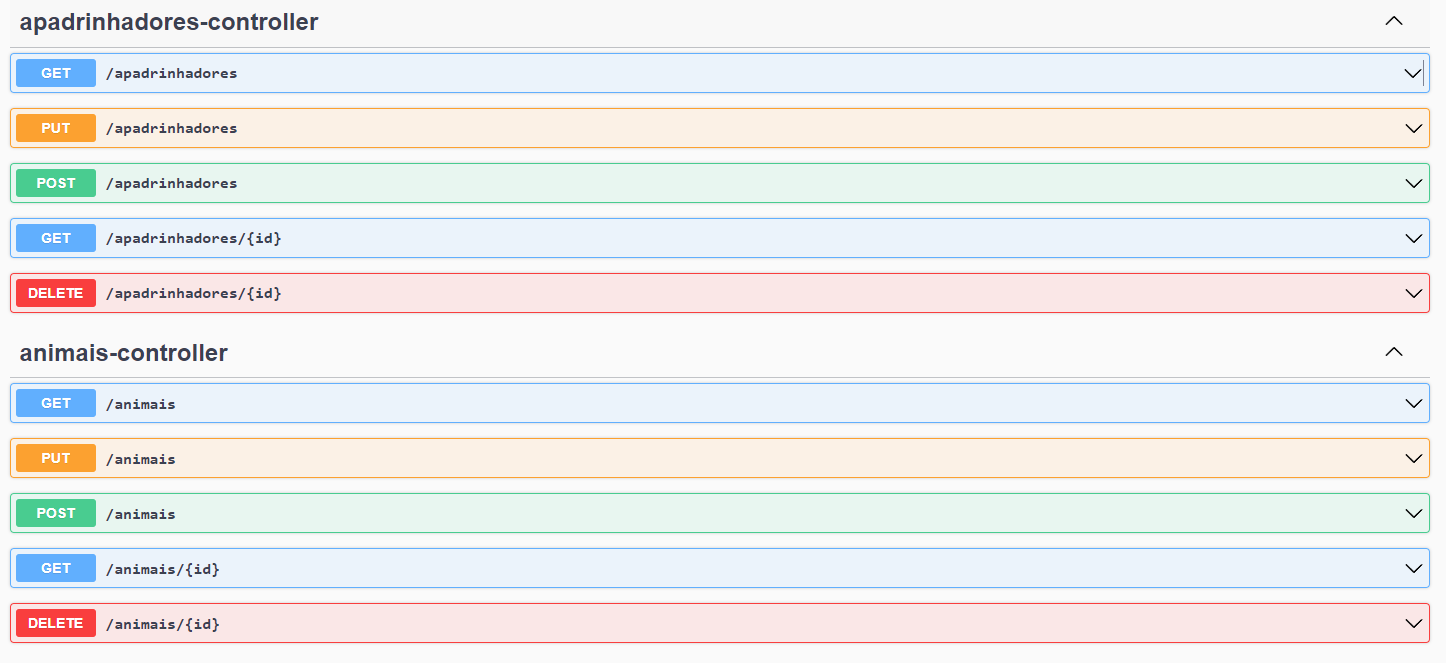 apadrinhadores-controller
GET /apadrinhadores
PUT /apadrinhadores
POST /apadrinhadores
GET /apadrinhadores/{id}
DELETE /apadrinhadores/{id}
animais-controller
GET /animais
PUT /animais
POST /animais
GET /animais/{id}
DELETE /animais/{id}